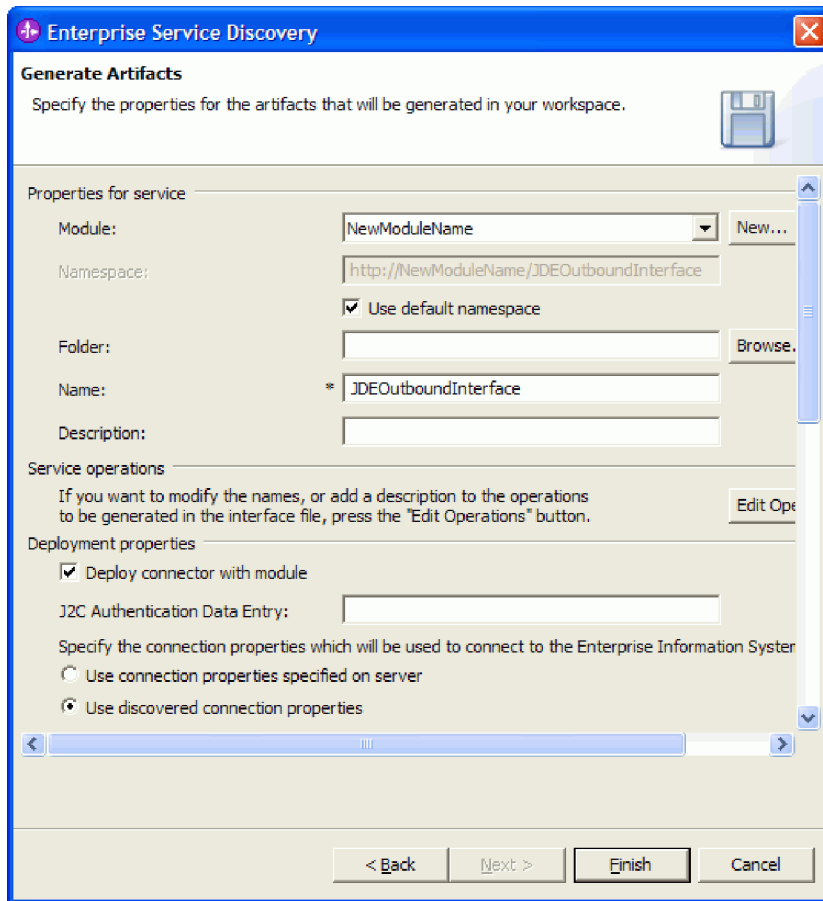 Enterprise Service Discovery
Generate Artifacts
Specify the properties for the artifacts that will be generated in your workspace.
Properties for service
Module: NewModuleName New...
Namespace: http://NewModuleName/JDEOutboundInterface
Use default namespace
Folder: Browse.
Name: * JDEOutboundInterface
Description:
Service operations
If you want to modify the names, or add a description to the operations
to be generated in the interface file, press the "Edit Operations" button. Edit Ope
Deployment properties
Deploy connector with module
J2C Authentication Data Entry:
Specify the connection properties which will be used to connect to the Enterprise Information System
Use connection properties specified on server
Use discovered connection properties
< Back Next > Finish Cancel